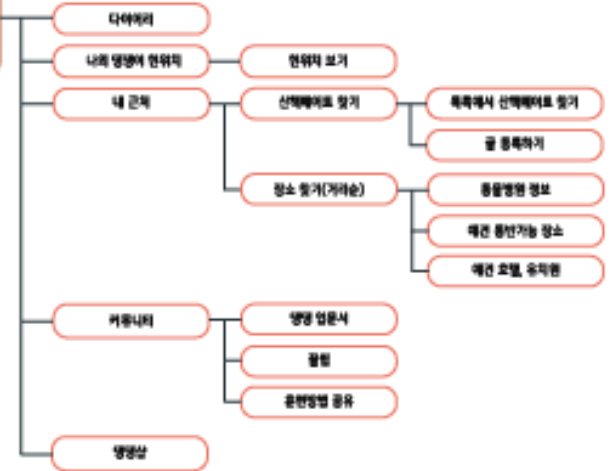 다이어리
나의 댕댕이 현위치
현위치 보기
내 근처
산책메이트 찾기
톡톡에서 산책메이트 찾기
글 등록하기
장소 찾기(거리순)
동물병원 정보
애견 동반가능 장소
애견 호텔, 유치원
커뮤니티
댕댕 입문서
꿀팁
훈련방법 공유
댕댕샵